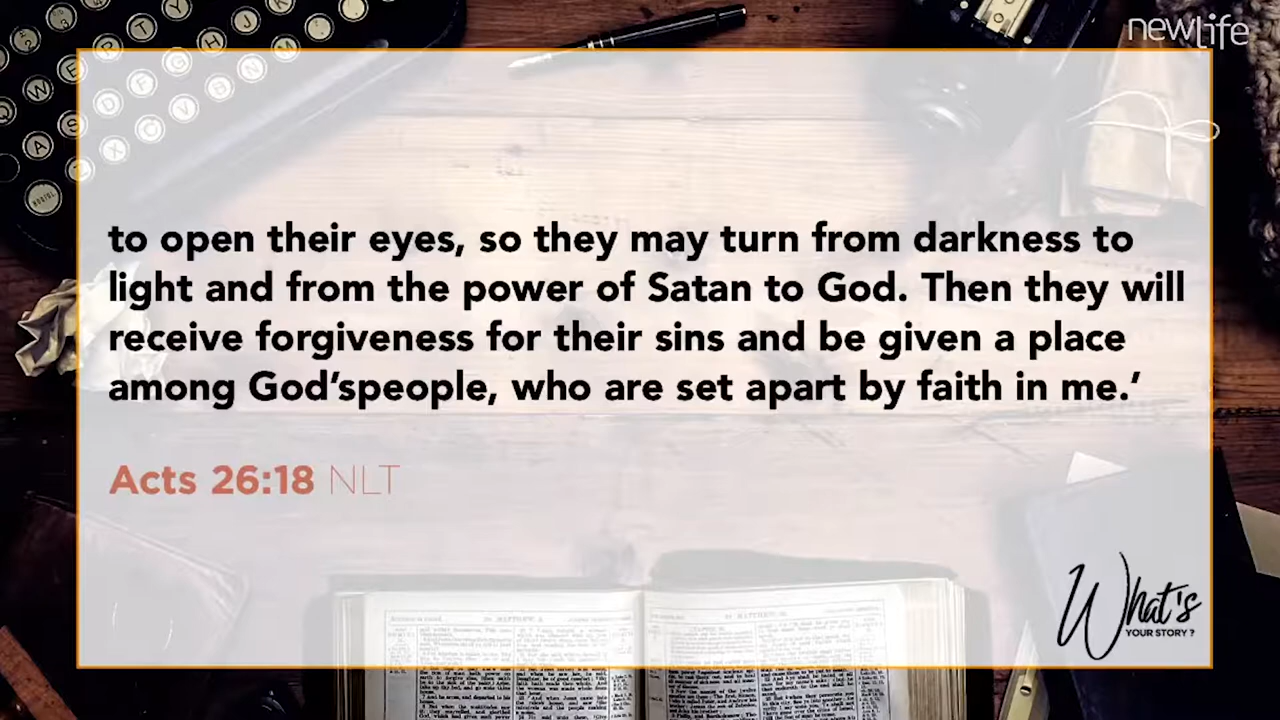 newlife
to open their eyes, so they may turn from darkness to
light and from the power of Satan to God. Then they will
receive forgiveness for their sins and be given a place
among God’speople, who are set apart by faith in me.’
Acts 26:18 NLT
What's
YOUR STORY?